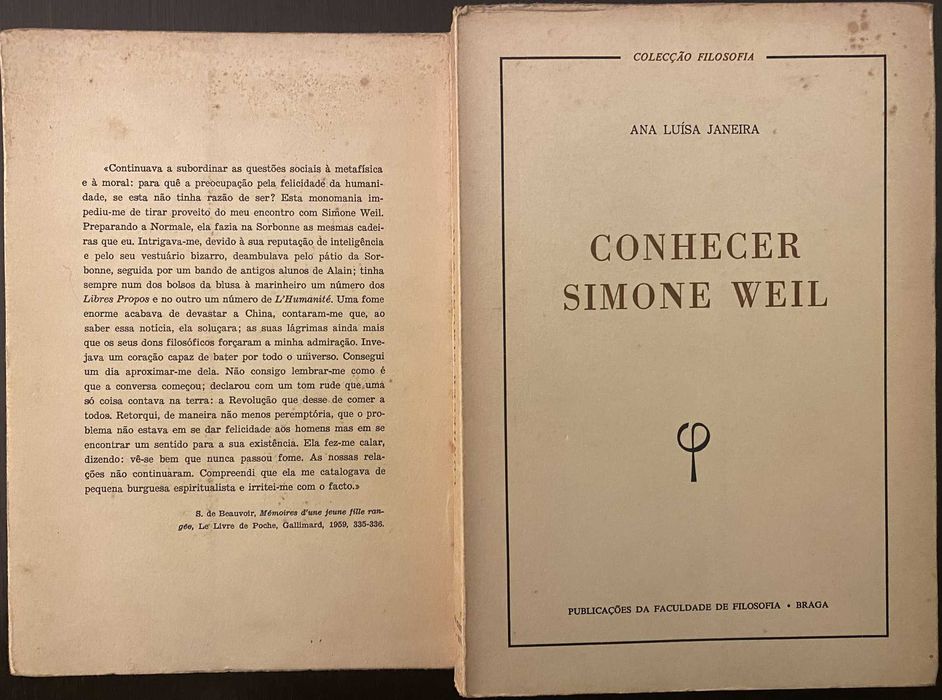 «Continuava a subordinar as questões sociais à metafísica
e à moral: para quê a preocupação pela felicidade da humani-
dade, se esta não tinha razão de ser? Esta monomania im-
pediu-me de tirar proveito do meu encontro com Simone Weil.
Preparando a Normale, ela fazia na Sorbonne as mesmas cadei-
ras que eu. Intrigava-me, devido à sua reputação de inteligência
e pelo seu vestuário bizarro, deambulava pelo pátio da Sor-
bonne, seguida por um bando de antigos alunos de Alain; tinha
sempre num dos bolsos da blusa à marinheiro um número dos
Libres Propos e no outro um número de L'Humanité. Uma fome
enorme acabava de devastar a China, contaram-me que, ao
saber essa notícia, ela soluçara; as suas lágrimas ainda mais
que os seus dons filosóficos forçaram a minha admiração. Inve-
java um coração capaz de bater por todo o universo. Consegui
um dia aproximar-me dela. Não consigo lembrar-me como é
que a conversa começou; declarou com um tom rude que uma
só coisa contava na terra: a Revolução que desse de comer a
todos. Retorqui, de maneira não menos peremptória, que o pro-
blema não estava em se dar felicidade aos homens mas em se
encontrar um sentido para a sua existência. Ela fez-me calar,
dizendo: vê-se bem que nunca passou fome. As nossas rela-
ções não continuaram. Compreendi que ela me catalogava de
pequena burguesa espiritualista e irritei-me com o facto.»
S. de Beauvoir, Mémoires d'une jeune fille ran-
gée, Le Livre de Poche, Gallimard, 1959, 335-336.
COLECÇÃO FILOSOFIA
ANA LUÍSA JANEIRA
CONHECER
SIMONE WEIL
φ
PUBLICAÇÕES DA FACULDADE DE FILOSOFIA • BRAGA